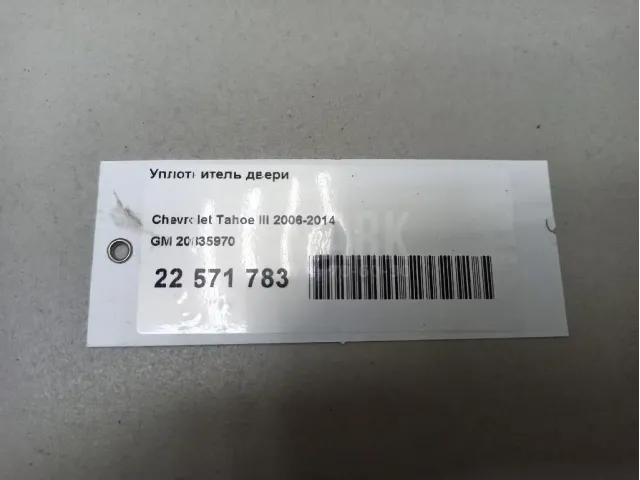 Уплотнитель двери
Chevrolet Tahoe III 2006-2014
GM 20835970
22 571 783